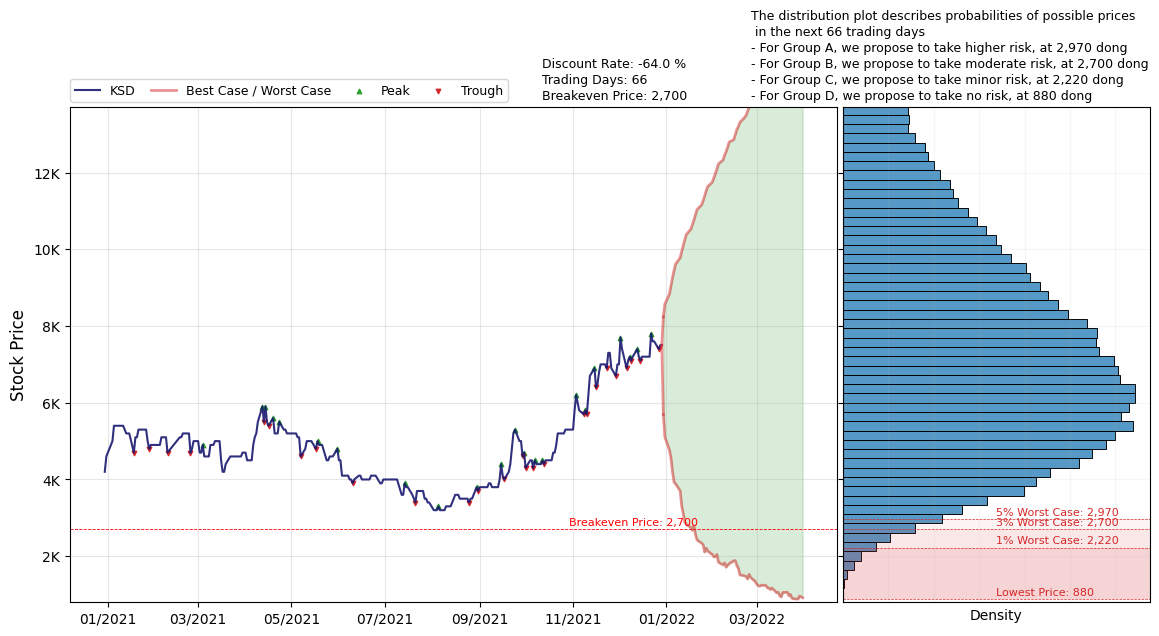 The distribution plot describes probabilities of possible prices
in the next 66 trading days
- For Group A, we propose to take higher risk, at 2,970 dong
- For Group B, we propose to take moderate risk, at 2,700 dong
- For Group C, we propose to take minor risk, at 2,220 dong
- For Group D, we propose to take no risk, at 880 dong
Discount Rate: -64.0 %
Trading Days: 66
Breakeven Price: 2,700
KSD
Best Case / Worst Case
Peak
Trough
Stock Price
12K
10K
8K
6K
4K
2K
Breakeven Price: 2,700
5% Worst Case: 2,970
3% Worst Case: 2,700
1% Worst Case: 2,220
Lowest Price: 880
01/2021
03/2021
05/2021
07/2021
09/2021
11/2021
01/2022
03/2022
Density